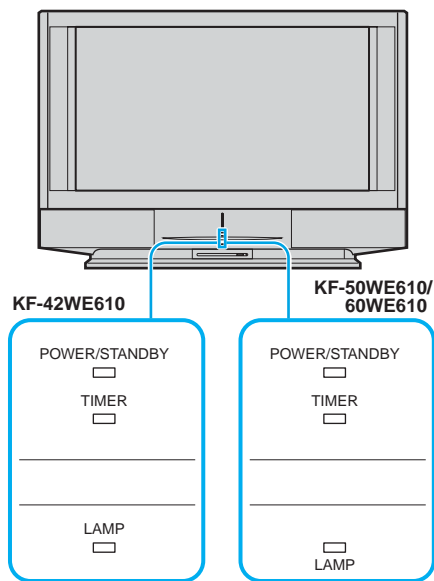 KF-42WE610
POWER/STANDBY
TIMER
LAMP
KF-50WE610/
60WE610
POWER/STANDBY
TIMER
LAMP